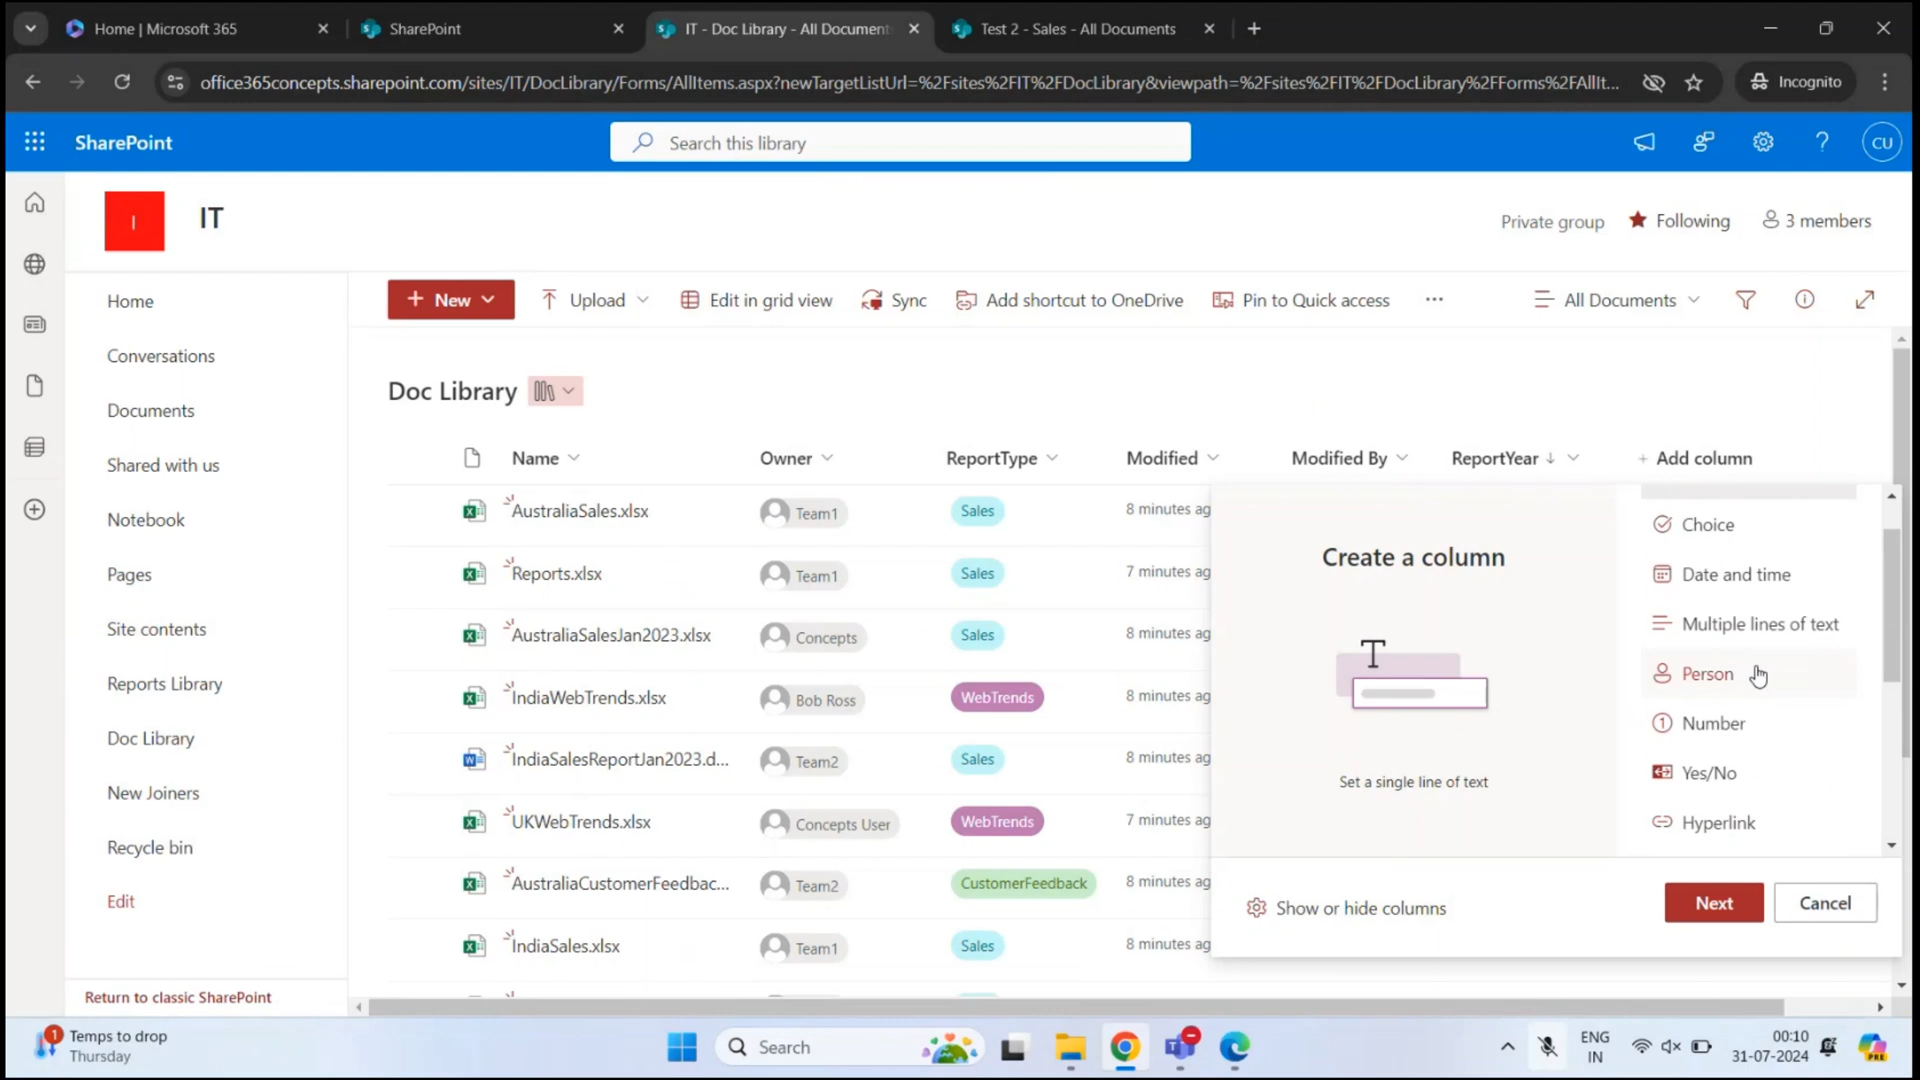 Home | Microsoft 365
SharePoint
IT - Doc Library - All Document
Test 2 - Sales - All Documents
office365concepts.sharepoint.com/sites/IT/DocLibrary/Forms/AllItems.aspx?newTargetListUrl=%2Fsites%2FIT%2FDocLibrary&viewpath=%2Fsites%2FIT%2FDocLibrary%2FForms%2FAllIt...
Incognito
SharePoint
Search this library
CU
I
IT
Private group
Following
3 members
Home
Conversations
Documents
Shared with us
Notebook
Pages
Site contents
Reports Library
Doc Library
New Joiners
Recycle bin
Edit
Return to classic SharePoint
+ New
Upload
Edit in grid view
Sync
Add shortcut to OneDrive
Pin to Quick access
...
All Documents
Doc Library
Name Owner ReportType Modified Modified By ReportYear ↓ + Add column
AustraliaSales.xlsx Team1 Sales 8 minutes ag
Reports.xlsx Team1 Sales 7 minutes ag
AustraliaSalesJan2023.xlsx Concepts Sales 8 minutes ag
IndiaWebTrends.xlsx Bob Ross WebTrends 8 minutes ag
IndiaSalesReportJan2023.d... Team2 Sales 8 minutes ag
UKWebTrends.xlsx Concepts User WebTrends 7 minutes ag
AustraliaCustomerFeedbac... Team2 CustomerFeedback 8 minutes ag
IndiaSales.xlsx Team1 Sales 8 minutes ag
Create a column
T
Set a single line of text
Choice
Date and time
Multiple lines of text
Person
Number
Yes/No
Hyperlink
Show or hide columns
Next
Cancel
1
Temps to drop
Thursday
Search
ENG
IN
00:10
31-07-2024
PRE